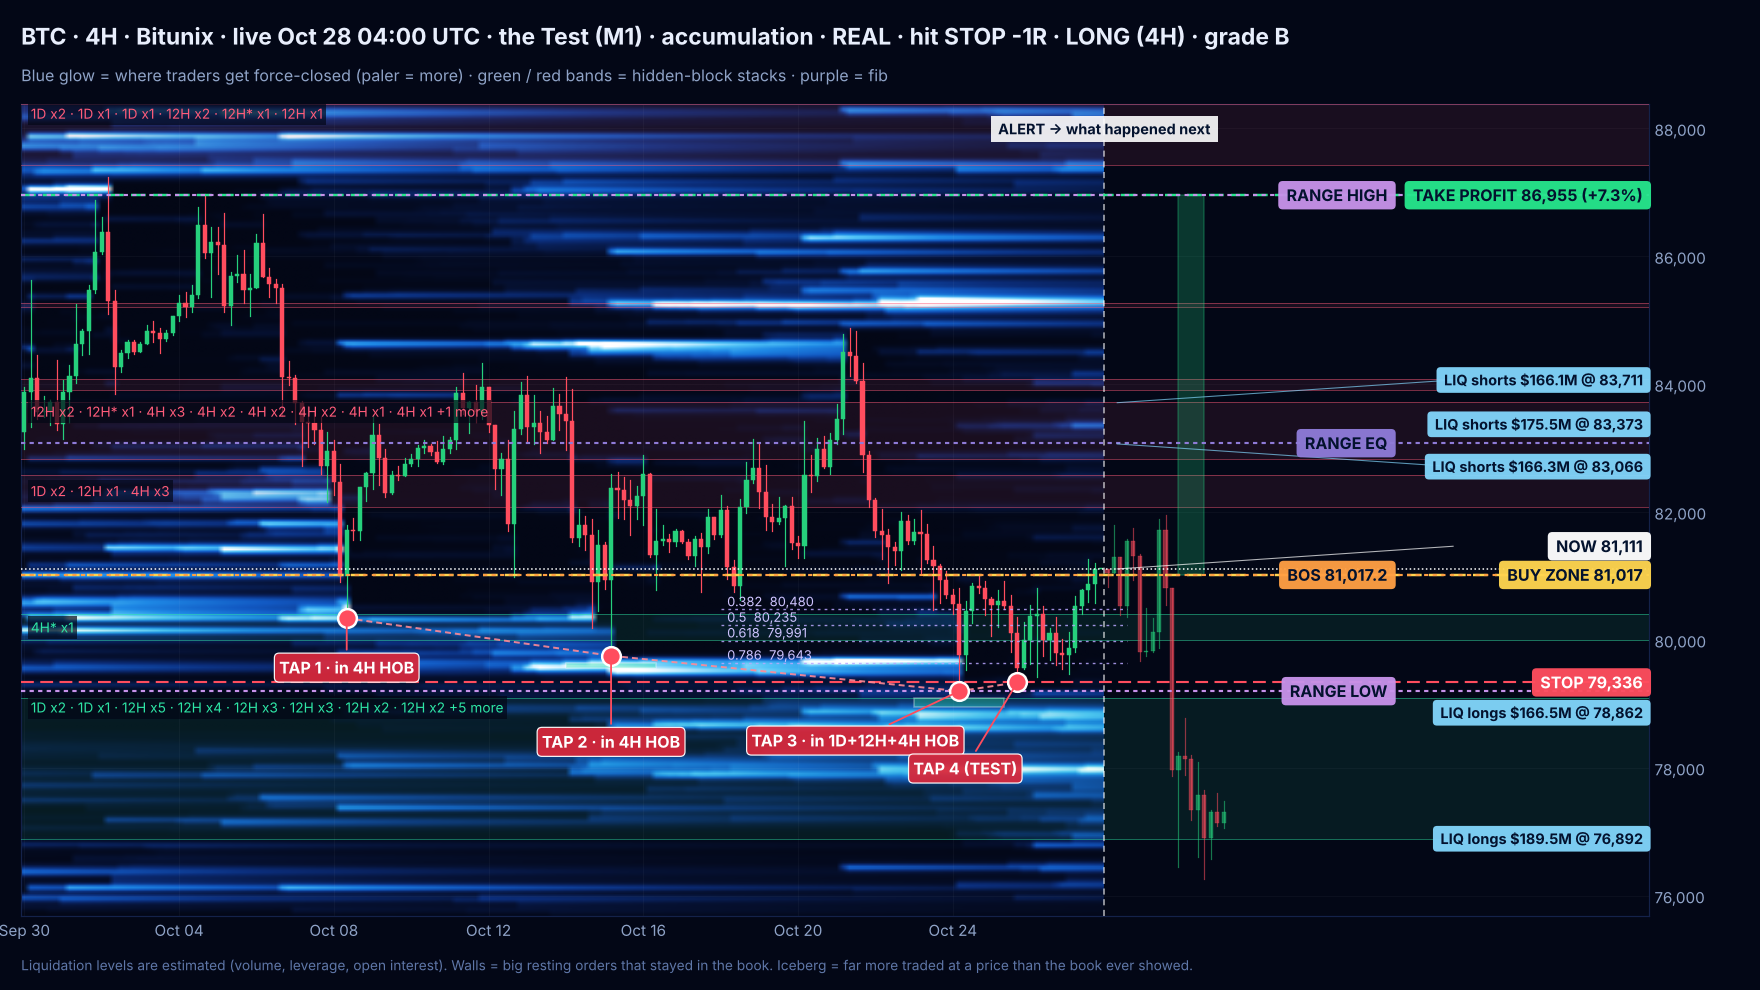 BTC · 4H · Bitunix · live Oct 28 04:00 UTC · the Test (M1) · accumulation · REAL · hit STOP -1R · LONG (4H) · grade B
Blue glow = where traders get force-closed (paler = more) · green / red bands = hidden-block stacks · purple = fib
1D x2 · 1D x1 · 1D x1 · 12H x2 · 12H* x1 · 12H x1
ALERT → what happened next
88,000
RANGE HIGH
TAKE PROFIT 86,955 (+7.3%)
86,000
LIQ shorts $166.1M @ 83,711
84,000
12H x2 · 12H* x1 · 4H x3 · 4H x2 · 4H x2 · 4H x2 · 4H x1 · 4H x1 +1 more
LIQ shorts $175.5M @ 83,373
RANGE EQ
LIQ shorts $166.3M @ 83,066
1D x2 · 12H x1 · 4H x3
82,000
NOW 81,111
BOS 81,017.2
BUY ZONE 81,017
0.382 80,480
0.5 80,235
4H* x1
0.618 79,991
80,000
0.786 79,643
TAP 1 · in 4H HOB
STOP 79,336
RANGE LOW
1D x2 · 1D x1 · 12H x5 · 12H x4 · 12H x3 · 12H x3 · 12H x2 · 12H x2 +5 more
LIQ longs $166.5M @ 78,862
TAP 2 · in 4H HOB
TAP 3 · in 1D+12H+4H HOB
TAP 4 (TEST)
78,000
LIQ longs $189.5M @ 76,892
76,000
Sep 30
Oct 04
Oct 08
Oct 12
Oct 16
Oct 20
Oct 24
Liquidation levels are estimated (volume, leverage, open interest). Walls = big resting orders that stayed in the book. Iceberg = far more traded at a price than the book ever showed.